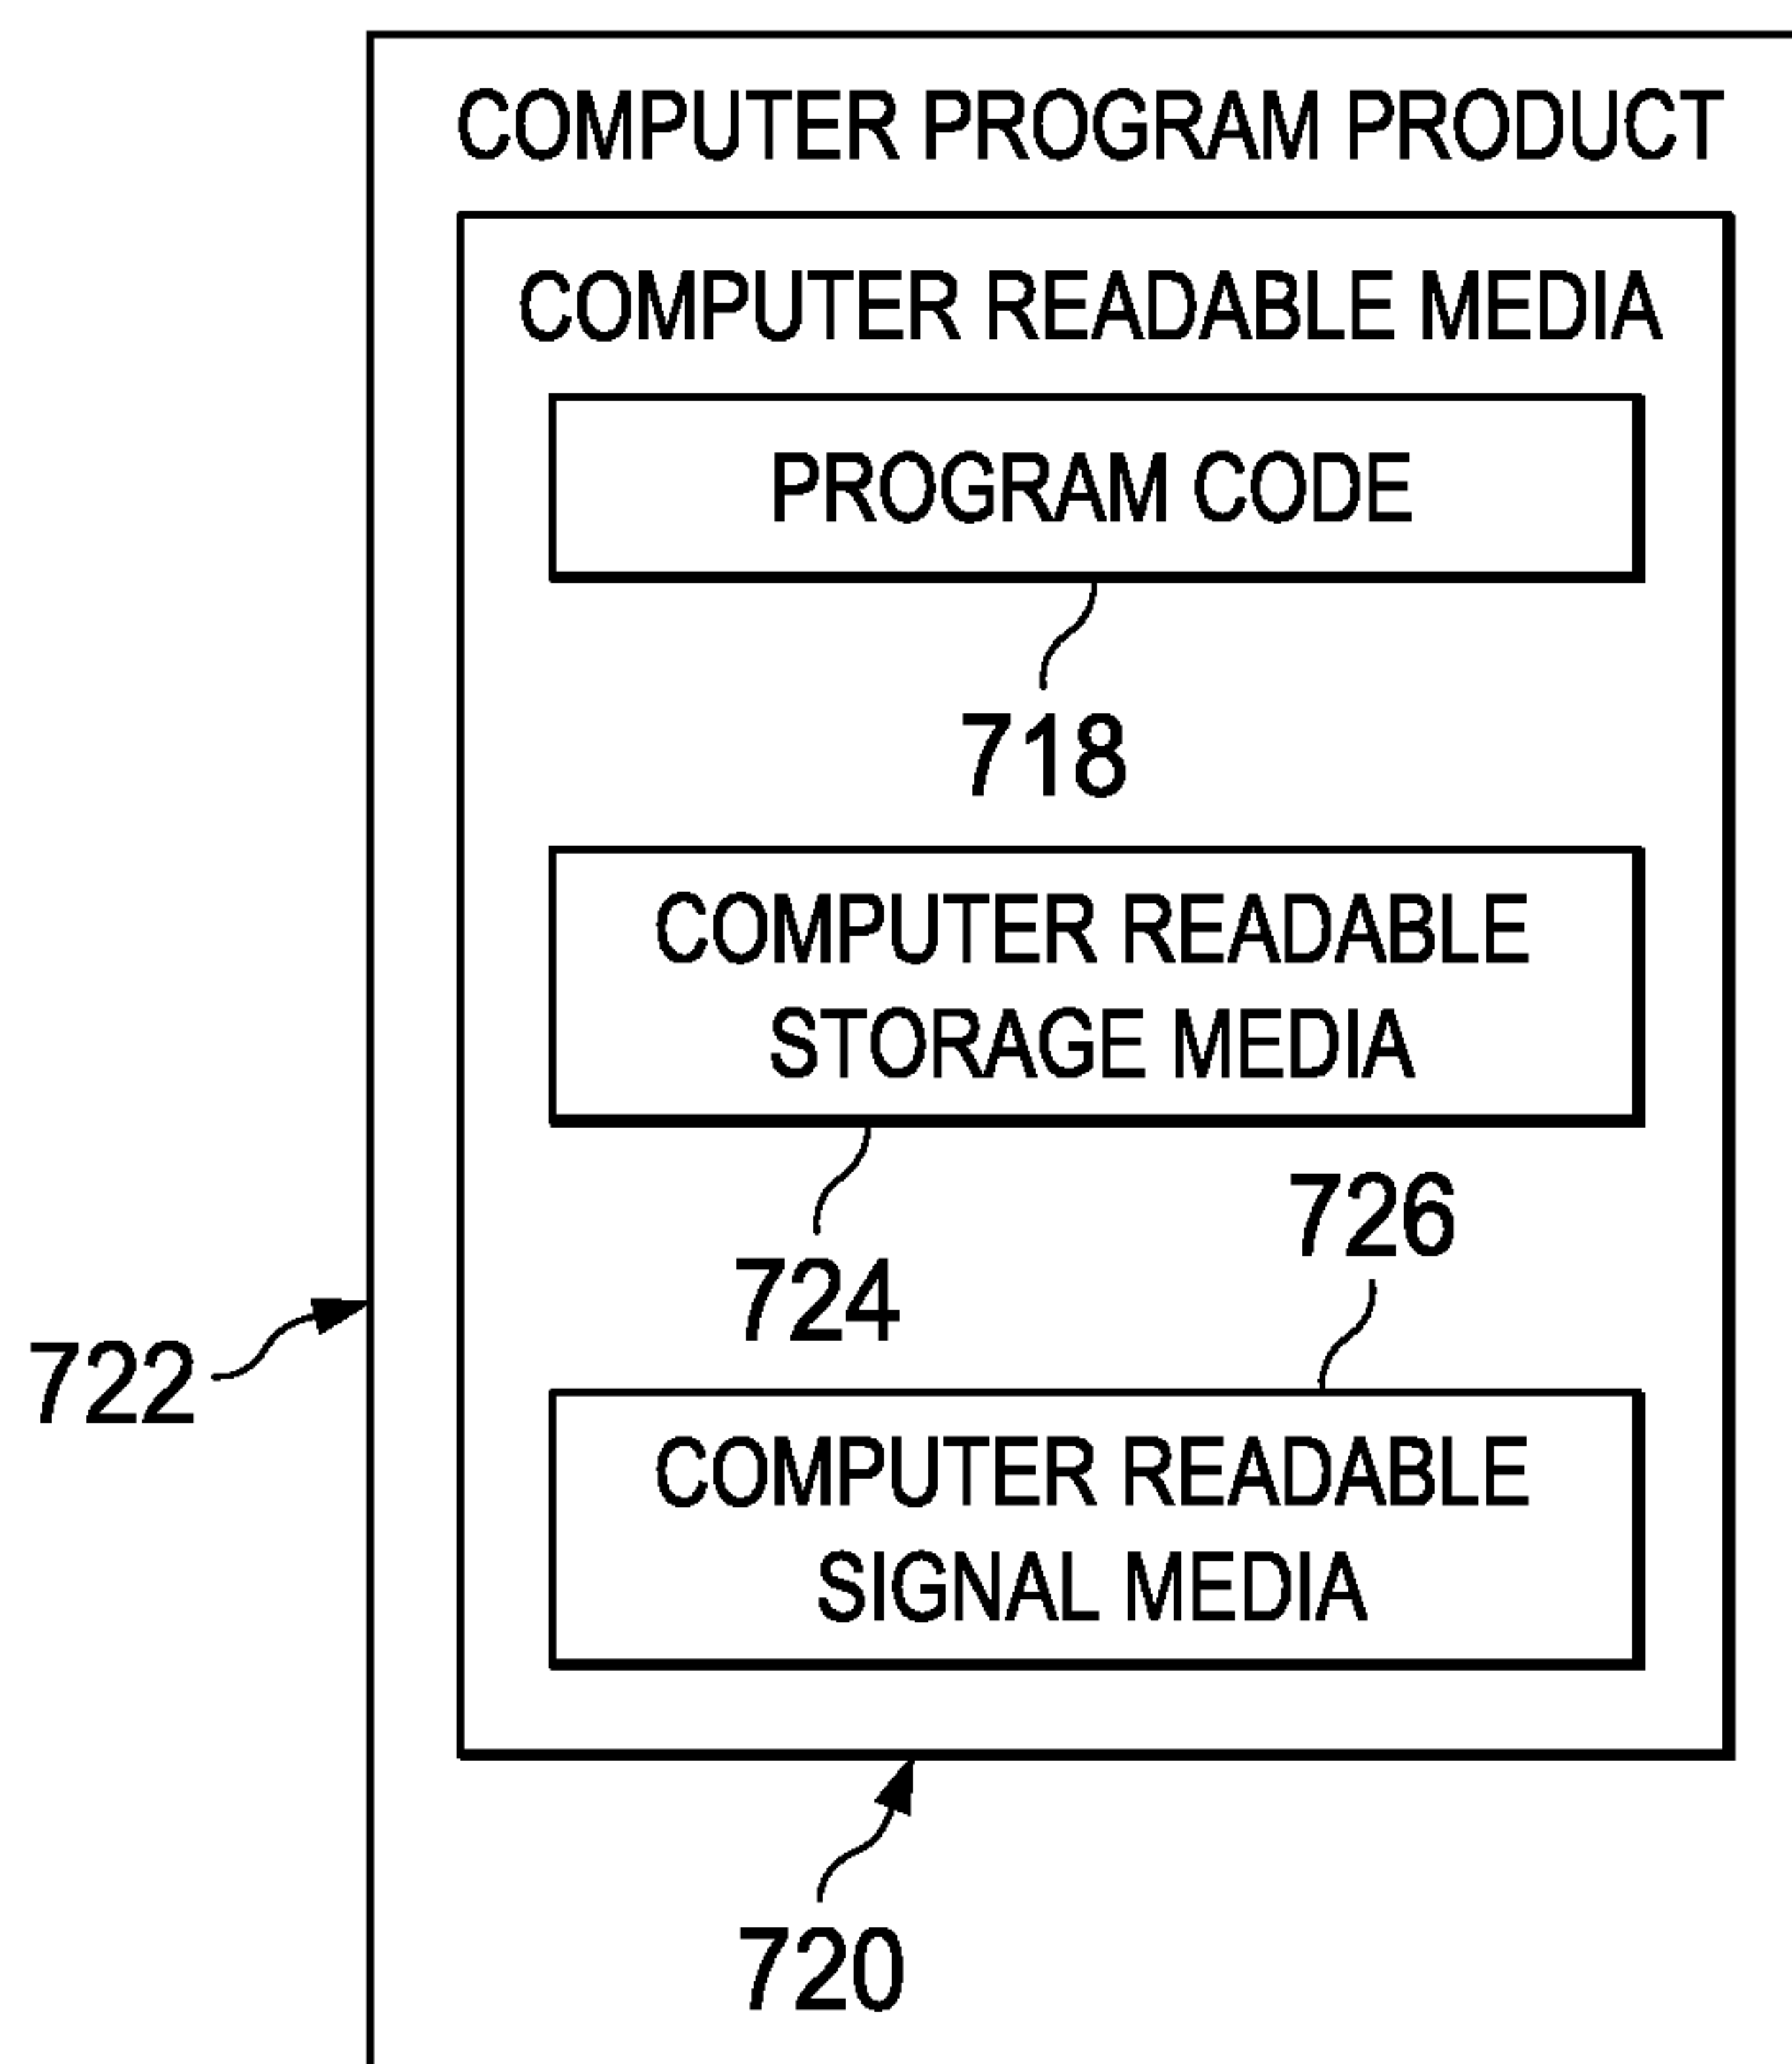 COMPUTER PROGRAM PRODUCT
COMPUTER READABLE MEDIA
PROGRAM CODE
718
COMPUTER READABLE
STORAGE MEDIA
726
724
722
COMPUTER READABLE
SIGNAL MEDIA
720